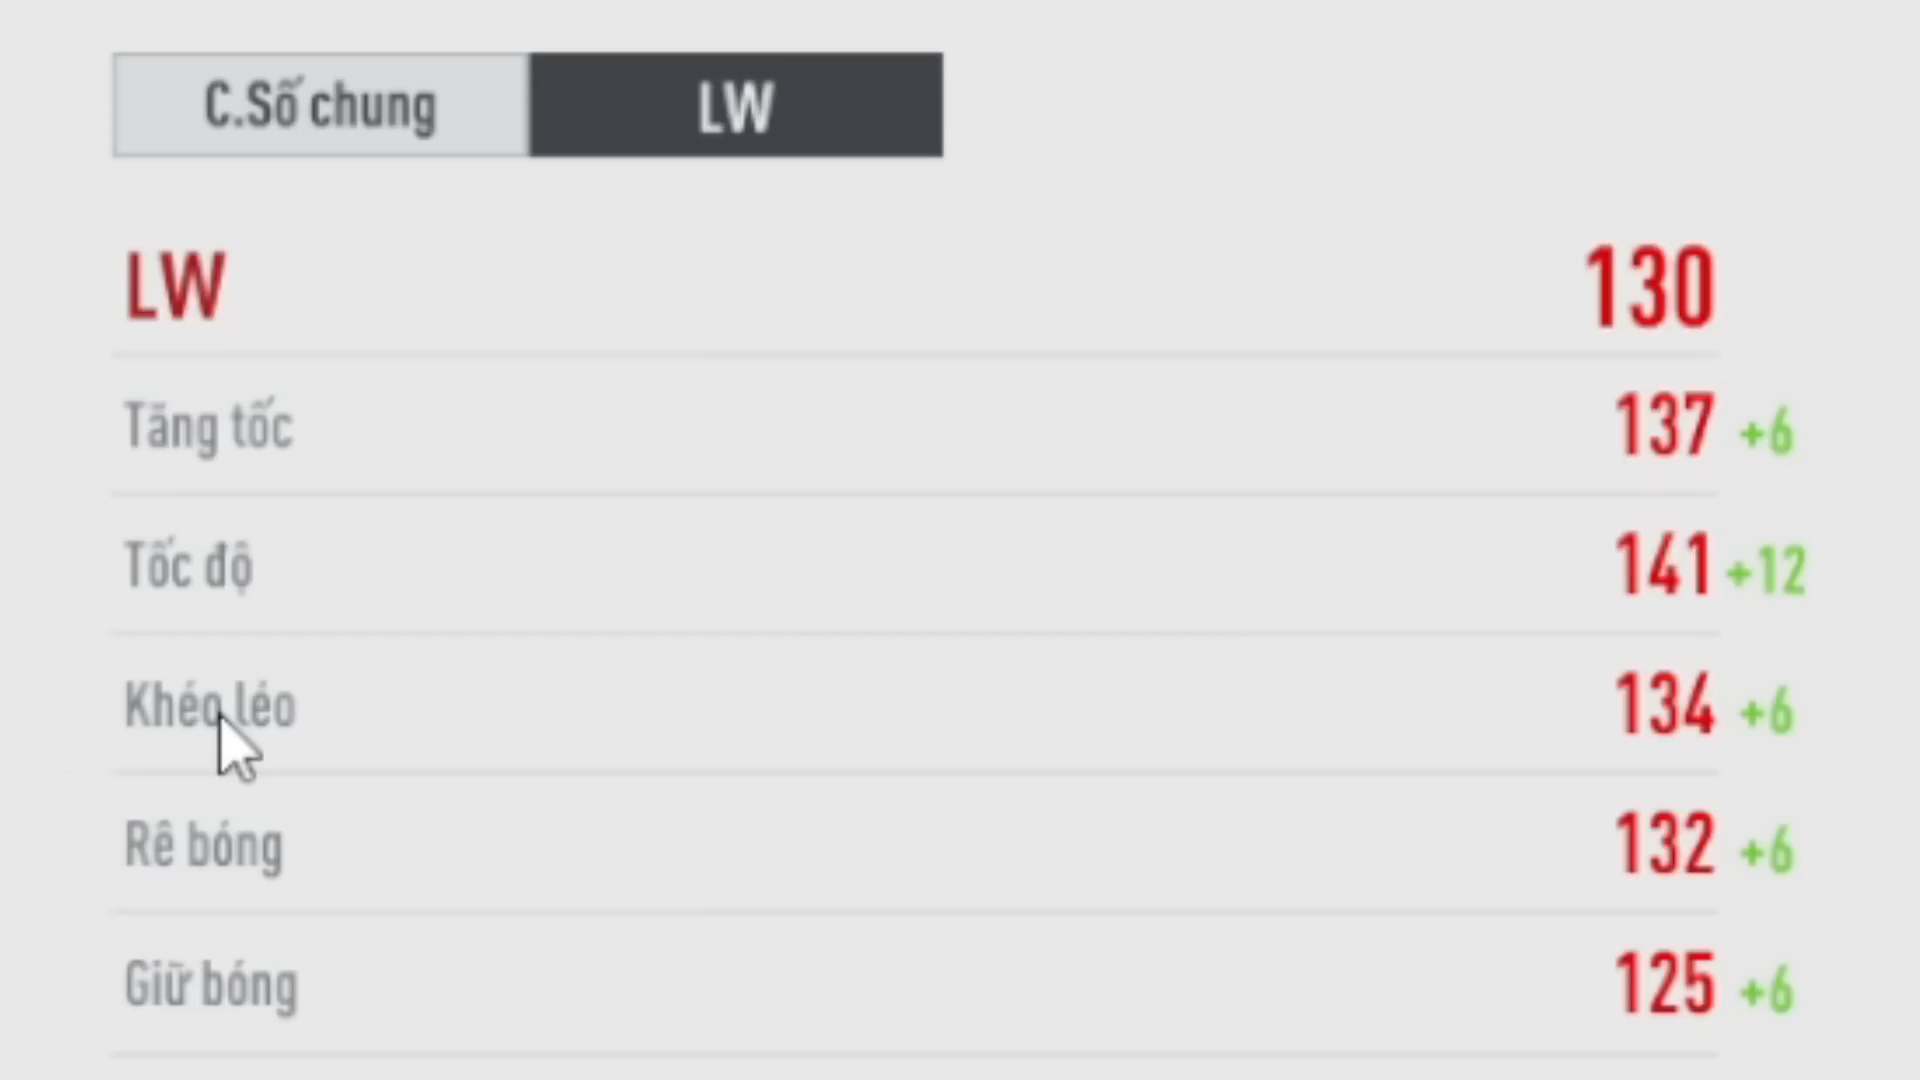 C.Số chung LW
LW 130
Tăng tốc 137 +6
Tốc độ 141 +12
Khéo léo 134 +6
Rê bóng 132 +6
Giữ bóng 125 +6